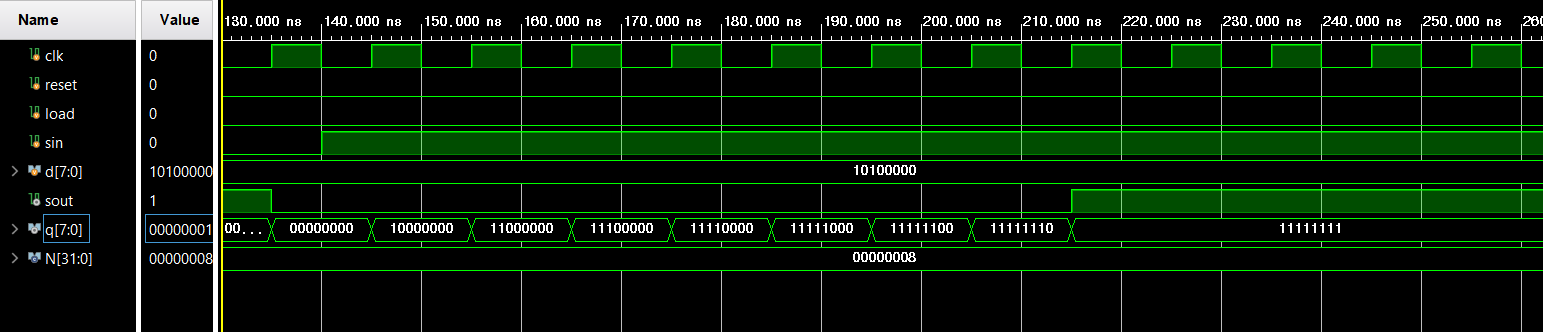 Name Value 130.000 ns 140.000 ns 150.000 ns 160.000 ns 170.000 ns 180.000 ns 190.000 ns 200.000 ns 210.000 ns 220.000 ns 230.000 ns 240.000 ns 250.000 ns 260
clk 0
reset 0
load 0
sin 0
d[7:0] 10100000 10100000
sout 1
q[7:0] 00000001 00... 00000000 10000000 11000000 11100000 11110000 11111000 11111100 11111110 11111111
N[31:0] 00000008 00000008